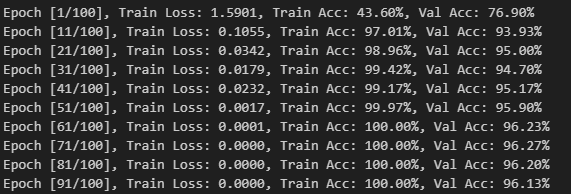 Epoch [1/100], Train Loss: 1.5901, Train Acc: 43.60%, Val Acc: 76.90%
Epoch [11/100], Train Loss: 0.1055, Train Acc: 97.01%, Val Acc: 93.93%
Epoch [21/100], Train Loss: 0.0342, Train Acc: 98.96%, Val Acc: 95.00%
Epoch [31/100], Train Loss: 0.0179, Train Acc: 99.42%, Val Acc: 94.70%
Epoch [41/100], Train Loss: 0.0232, Train Acc: 99.17%, Val Acc: 95.17%
Epoch [51/100], Train Loss: 0.0017, Train Acc: 99.97%, Val Acc: 95.90%
Epoch [61/100], Train Loss: 0.0001, Train Acc: 100.00%, Val Acc: 96.23%
Epoch [71/100], Train Loss: 0.0000, Train Acc: 100.00%, Val Acc: 96.27%
Epoch [81/100], Train Loss: 0.0000, Train Acc: 100.00%, Val Acc: 96.20%
Epoch [91/100], Train Loss: 0.0000, Train Acc: 100.00%, Val Acc: 96.13%